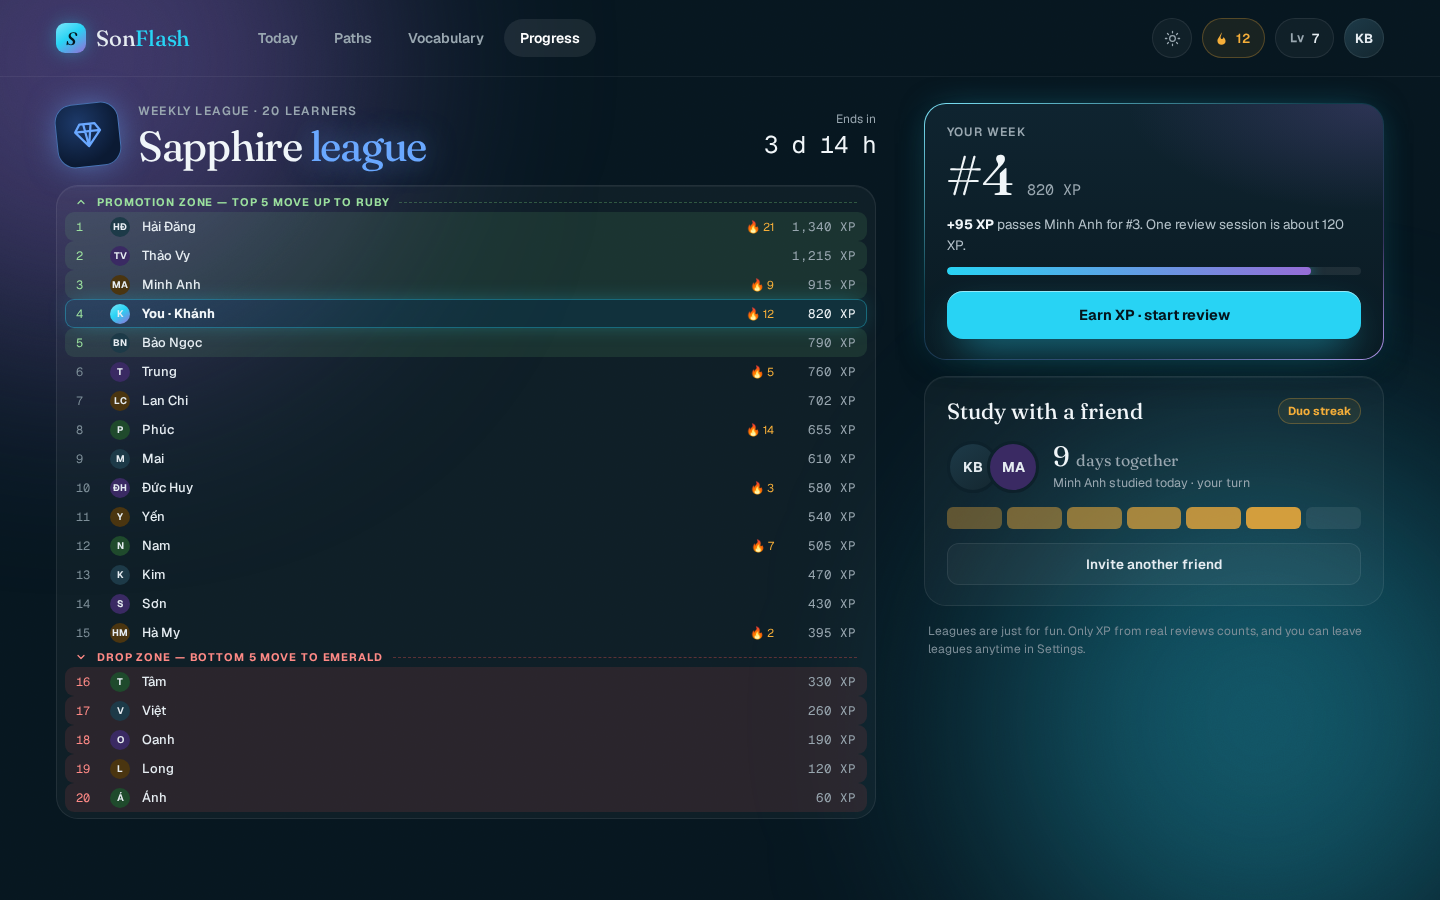 S SonFlash Today Paths Vocabulary Progress 12 Lv 7 KB
WEEKLY LEAGUE · 20 LEARNERS
Sapphire league
Ends in
3 d 14 h
PROMOTION ZONE — TOP 5 MOVE UP TO RUBY
1 HĐ Hải Đăng 21 1,340 XP
2 TV Thảo Vy 1,215 XP
3 MA Minh Anh 9 915 XP
4 K You · Khánh 12 820 XP
5 BN Bảo Ngọc 790 XP
6 T Trung 5 760 XP
7 LC Lan Chi 702 XP
8 P Phúc 14 655 XP
9 M Mai 610 XP
10 ĐH Đức Huy 3 580 XP
11 Y Yến 540 XP
12 N Nam 7 505 XP
13 K Kim 470 XP
14 S Sơn 430 XP
15 HM Hà My 2 395 XP
DROP ZONE — BOTTOM 5 MOVE TO EMERALD
16 T Tâm 330 XP
17 V Việt 260 XP
18 O Oanh 190 XP
19 L Long 120 XP
20 Á Ánh 60 XP
YOUR WEEK
#4 820 XP
+95 XP passes Minh Anh for #3. One review session is about 120
XP.
Earn XP · start review
Study with a friend
Duo streak
KB MA
9 days together
Minh Anh studied today · your turn
Invite another friend
Leagues are just for fun. Only XP from real reviews counts, and you can leave
leagues anytime in Settings.